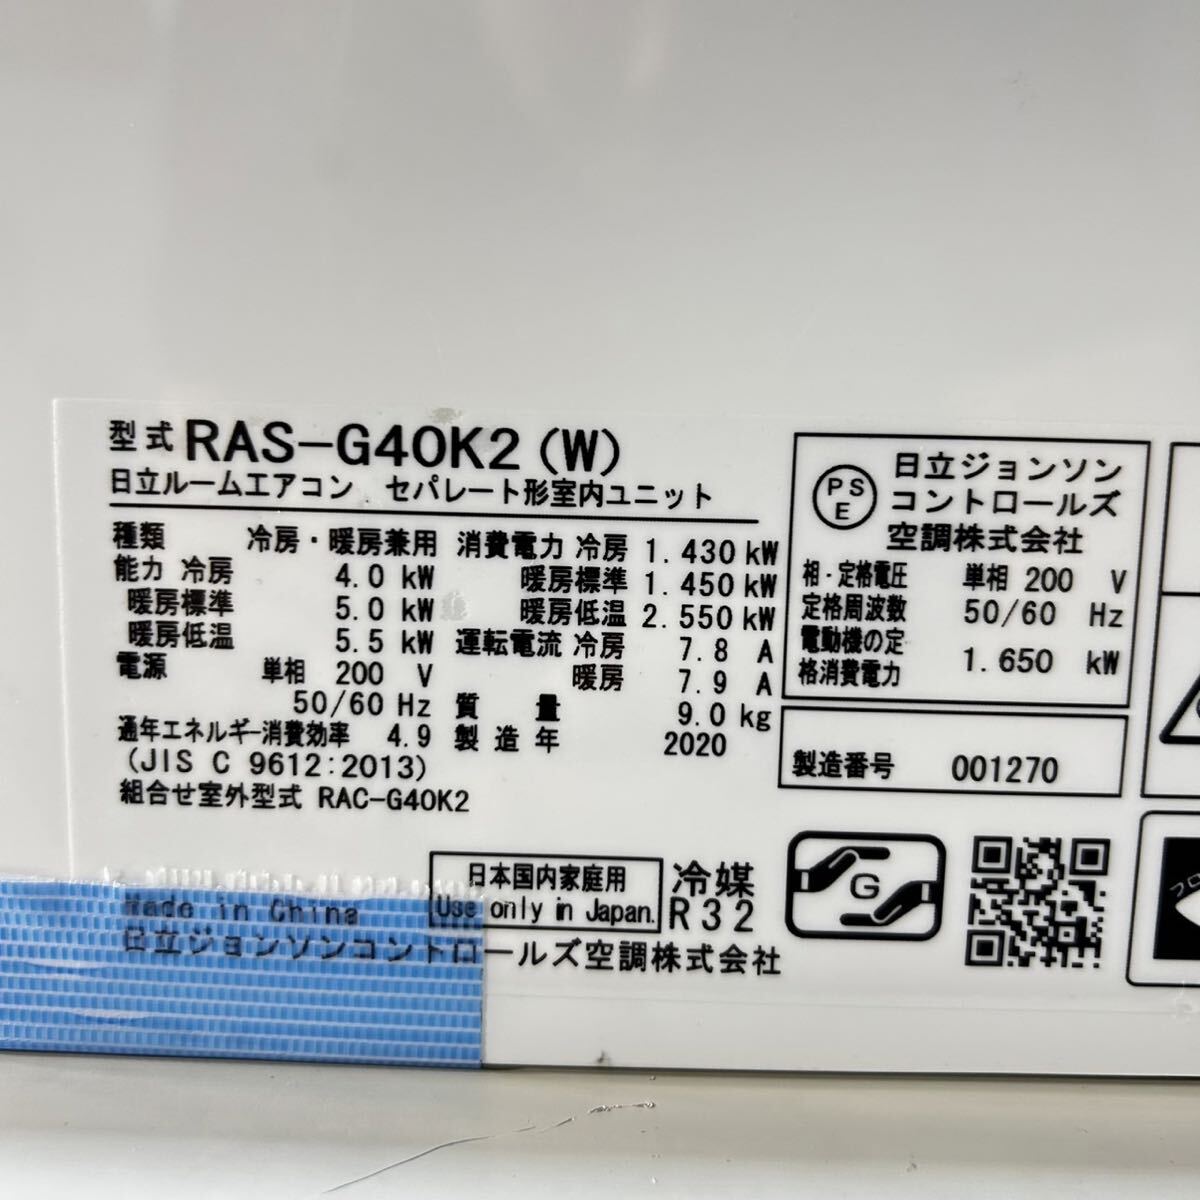 型式 RAS-G40K2 (W)
日立ルームエアコン セパレート形室内ユニット
種類 冷房・暖房兼用
能力 冷房 4.0 kW
暖房標準 5.0 kW
暖房低温 5.5 kW
電源 単相 200 V
50/60 Hz
通年エネルギー消費効率 4.9
(JIS C 9612:2013)
組合せ室外型式 RAC-G40K2
消費電力 冷房 1.430 kW
暖房標準 1.450 kW
暖房低温 2.550 kW
運転電流 冷房 7.8 A
暖房 7.9 A
質量 9.0 kg
製造年 2020
PSE
日立ジョンソン
コントロールズ
空調株式会社
相・定格電圧 単相 200 V
定格周波数 50/60 Hz
電動機の定
格消費電力 1.650 kW
製造番号 001270
日本国内家庭用
Use only in Japan.
冷媒
R32
G
フロ
Made in China
日立ジョンソンコントロールズ空調株式会社